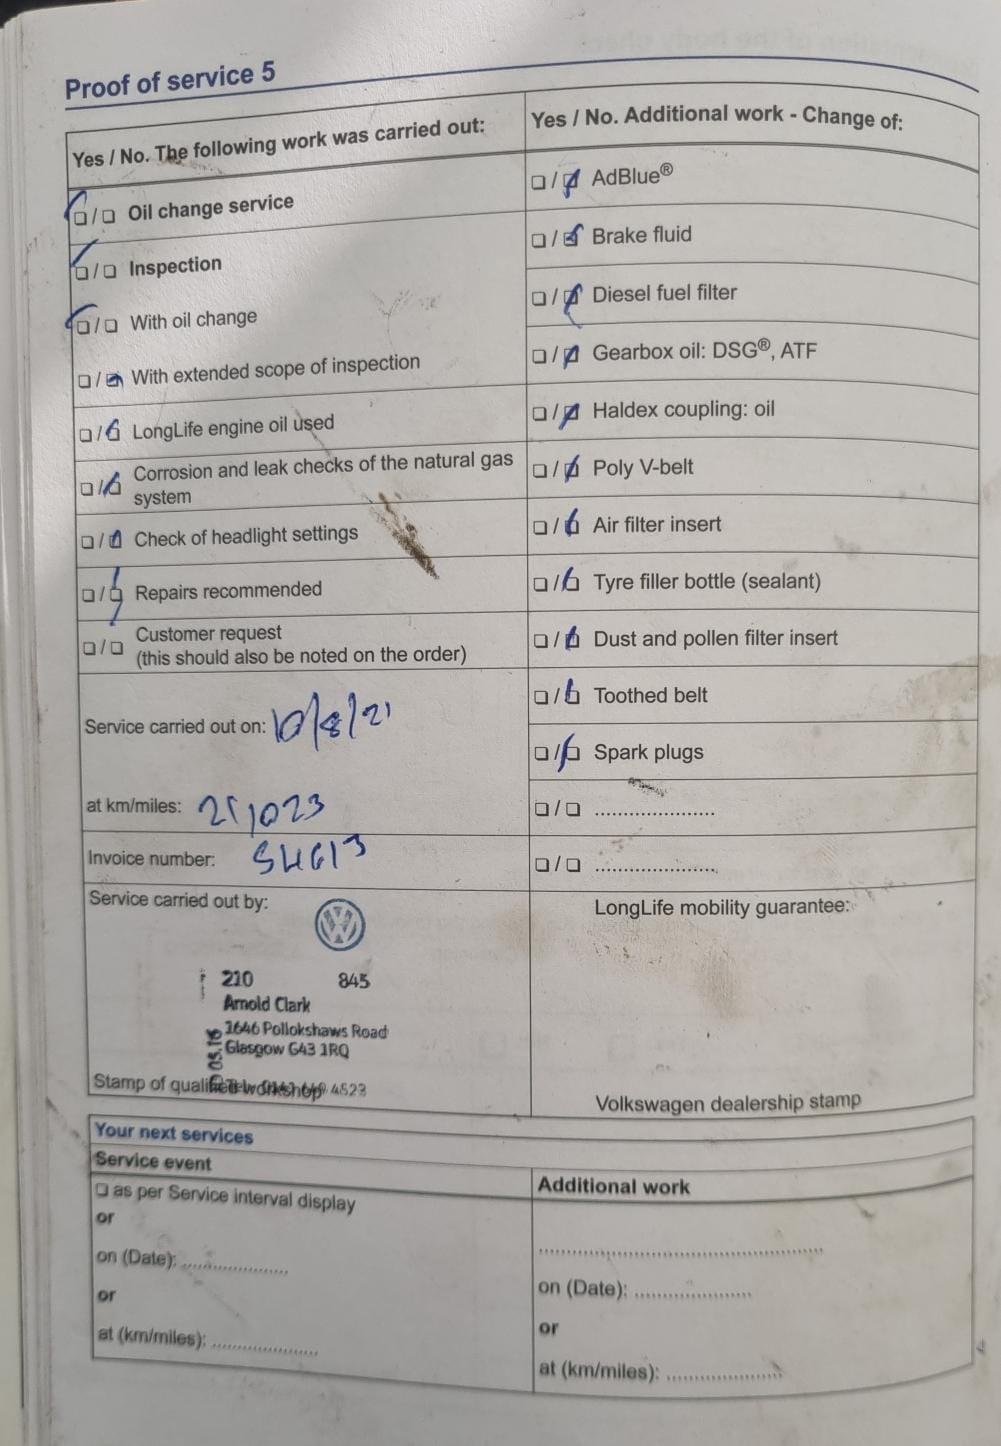 Proof of service 5
Yes / No. The following work was carried out:
□/□ Oil change service
□/□ Inspection
□/□ With oil change
□/□ With extended scope of inspection
□/□ LongLife engine oil used
□/□ Corrosion and leak checks of the natural gas
system
□/□ Check of headlight settings
□/□ Repairs recommended
□/□ Customer request
(this should also be noted on the order)
Service carried out on: 10/8/21
at km/miles:
Invoice number:
Service carried out by:
210 845
Arnold Clark
1646 Pollokshaws Road
Glasgow G43 1RQ
4523
Stamp of qualified workshop
Yes / No. Additional work - Change of:
□/□ AdBlue®
□/□ Brake fluid
□/□ Diesel fuel filter
□/□ Gearbox oil: DSG®, ATF
□/□ Haldex coupling: oil
□/□ Poly V-belt
□/□ Air filter insert
□/□ Tyre filler bottle (sealant)
□/□ Dust and pollen filter insert
□/□ Toothed belt
□/□ Spark plugs
□/□ .....................
□/□ .....................
LongLife mobility guarantee:
Volkswagen dealership stamp
Your next services
Service event
□ as per Service interval display
or
on (Date): ....................
or
at (km/miles): ....................
Additional work
..................................................
on (Date): ......................
or
at (km/miles): ......................